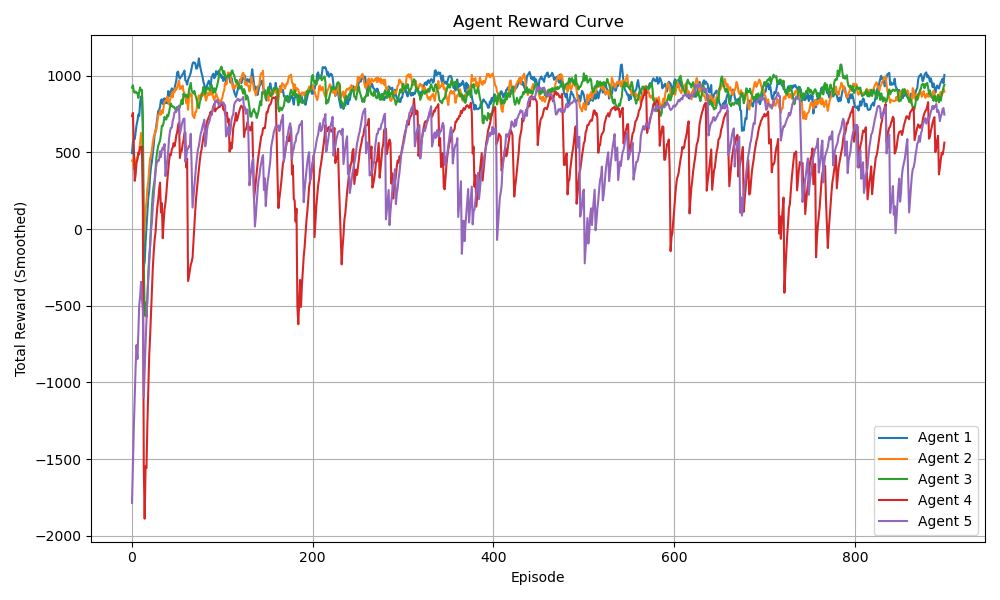 Agent Reward Curve
Total Reward (Smoothed)
1000
500
0
−500
−1000
−1500
−2000
0 200 400 600 800
Episode
Agent 1
Agent 2
Agent 3
Agent 4
Agent 5